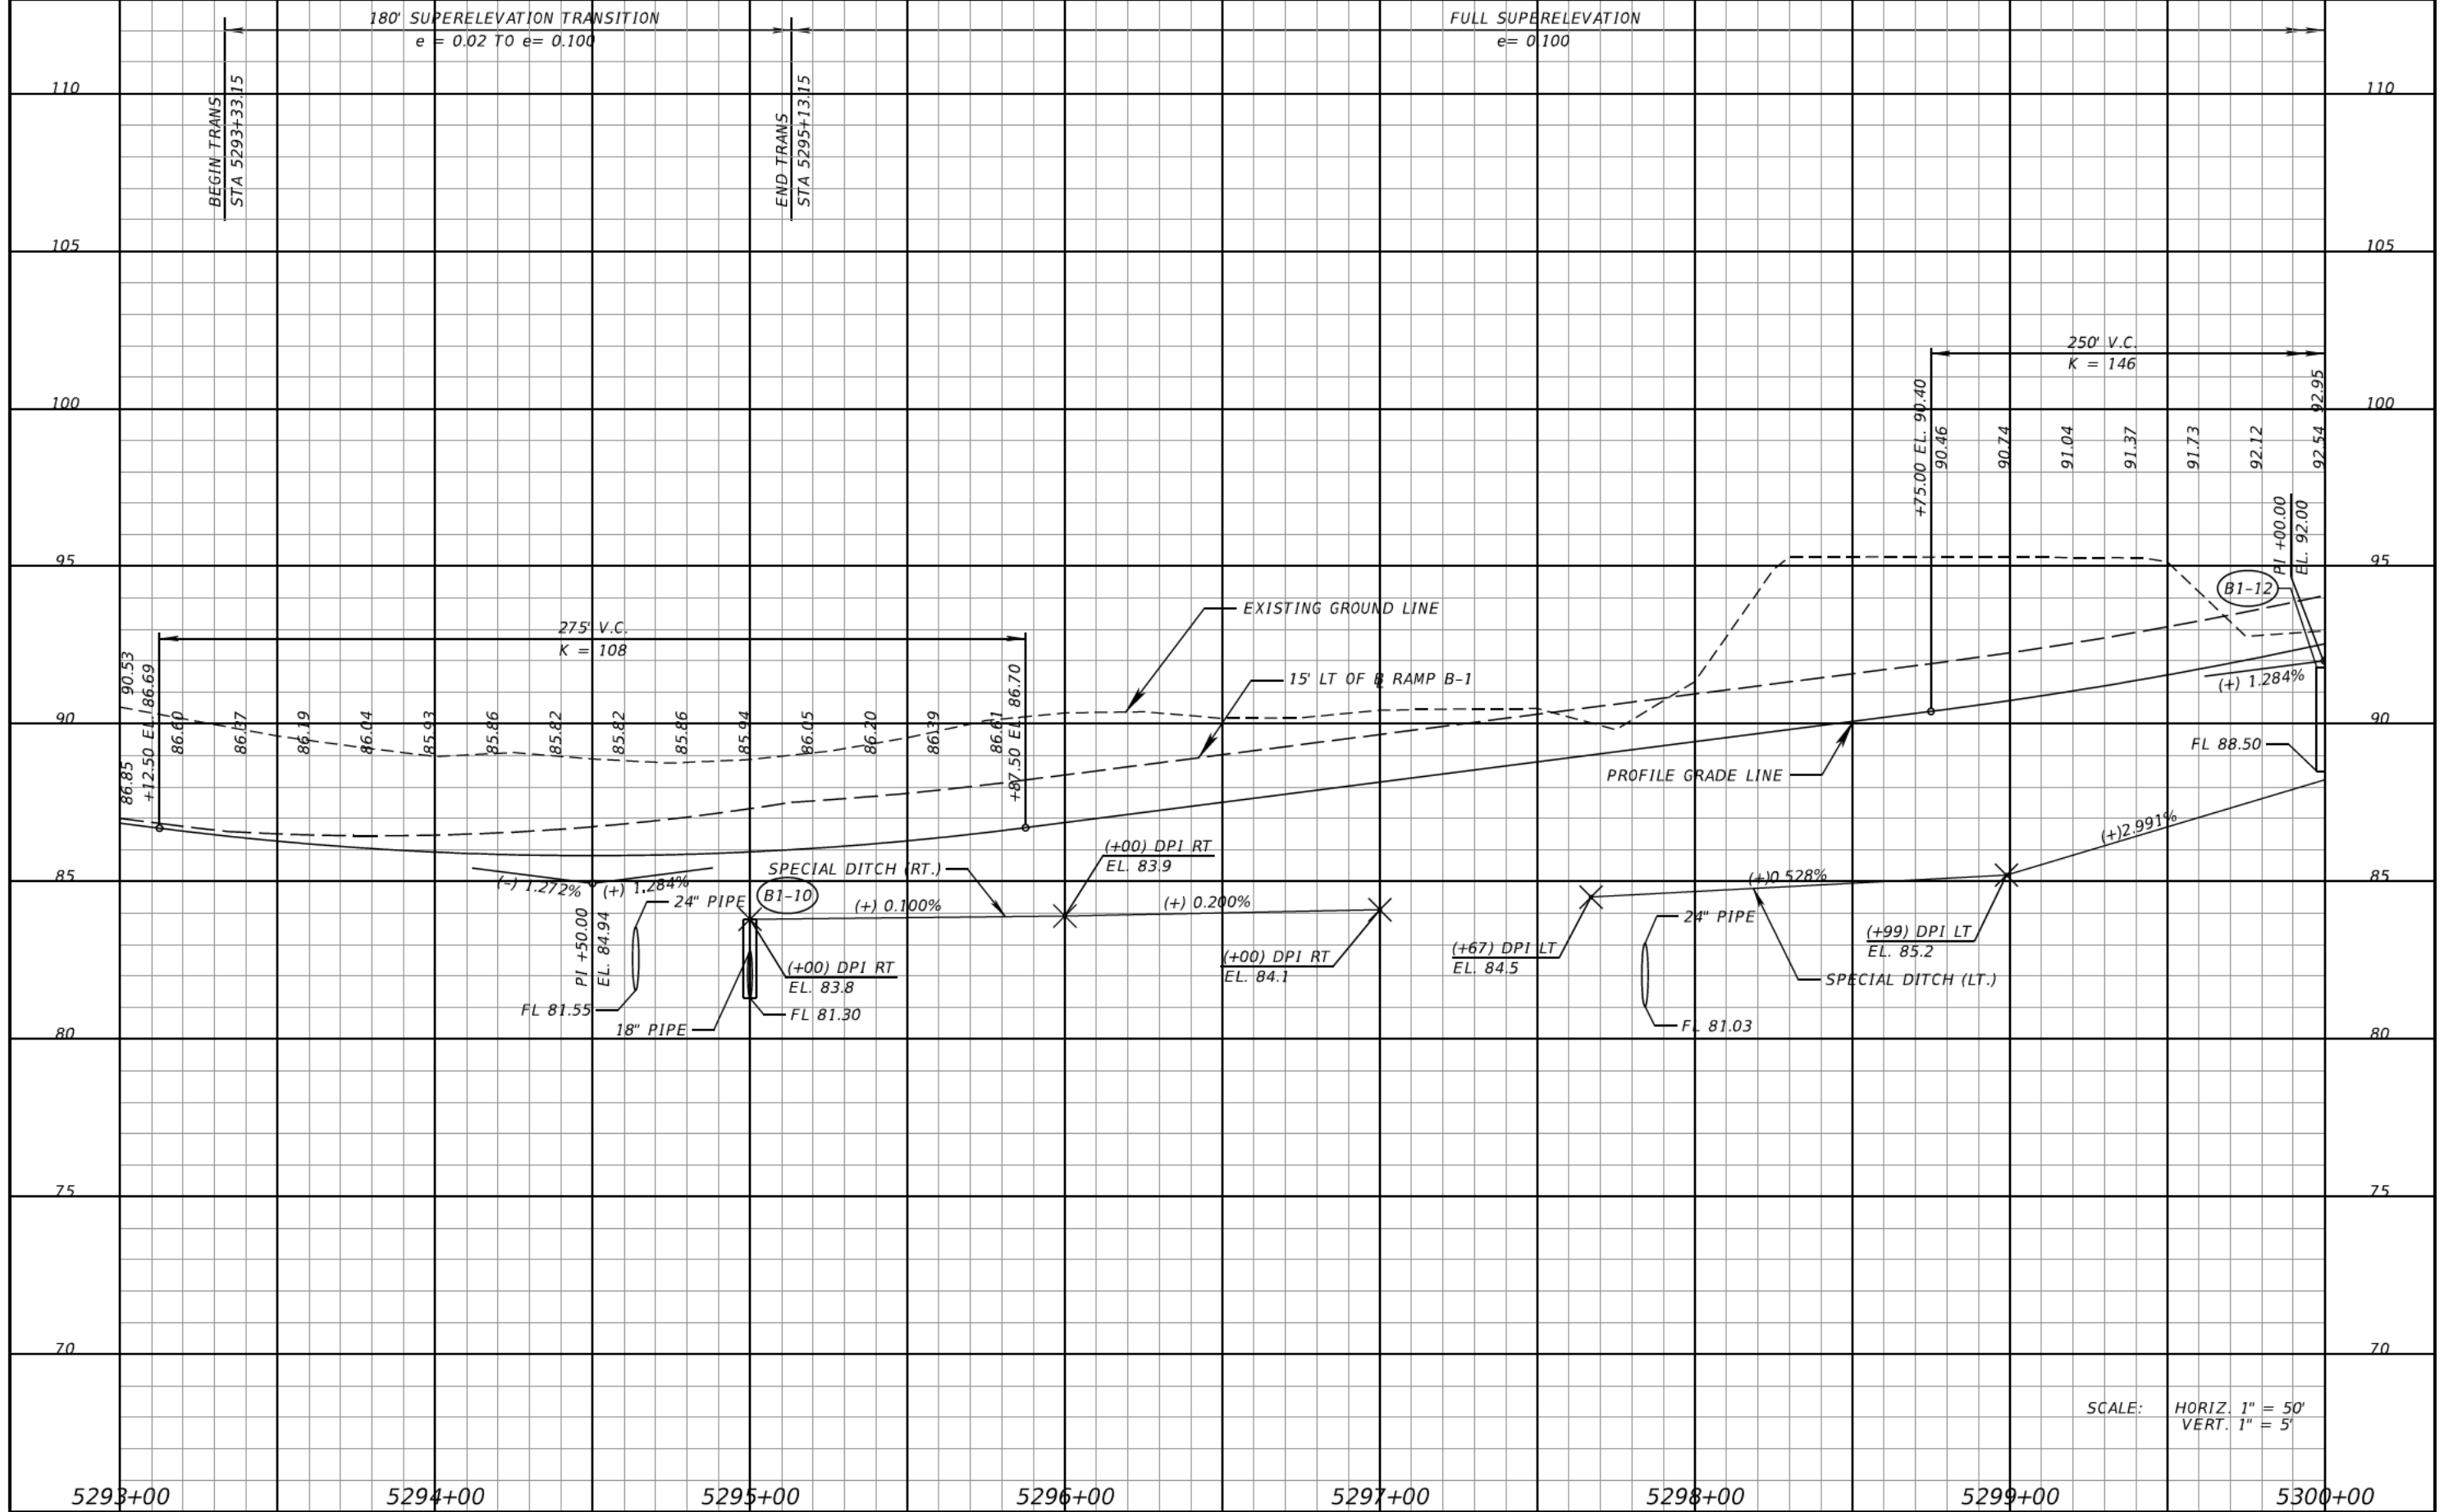 180' SUPERELEVATION TRANSITION
e = 0.02 TO e= 0.100
FULL SUPERELEVATION
e= 0.100
BEGIN TRANS
STA 5293+33.15
END TRANS
STA 5295+13.15
110
110
105
105
100
100
95
95
90
90
85
85
80
80
75
75
70
70
250' V.C.
K = 146
+75.00 EL. 90.40
90.46
90.74
91.04
91.37
91.73
92.12
92.54
92.95
PI +00.00
EL. 92.00
B1-12
(+) 1.284%
FL 88.50
EXISTING GROUND LINE
15' LT OF ℄ RAMP B-1
PROFILE GRADE LINE
275' V.C.
K = 108
86.85
90.53
+12.50 EL. 86.69
86.60
86.37
86.19
86.04
85.93
85.86
85.82
85.82
85.86
85.94
86.05
86.20
86.39
86.61
+87.50 EL. 86.70
(-) 1.272%
(+) 1.284%
PI +50.00
EL. 84.94
24" PIPE
FL 81.55
B1-10
18" PIPE
FL 81.30
(+00) DPI RT
EL. 83.8
SPECIAL DITCH (RT.)
(+) 0.100%
(+00) DPI RT
EL. 83.9
(+) 0.200%
(+00) DPI RT
EL. 84.1
(+67) DPI LT
EL. 84.5
(+)0.528%
24" PIPE
FL 81.03
(+99) DPI LT
EL. 85.2
SPECIAL DITCH (LT.)
(+)2.991%
SCALE: HORIZ. 1" = 50'
VERT. 1" = 5'
5293+00
5294+00
5295+00
5296+00
5297+00
5298+00
5299+00
5300+00